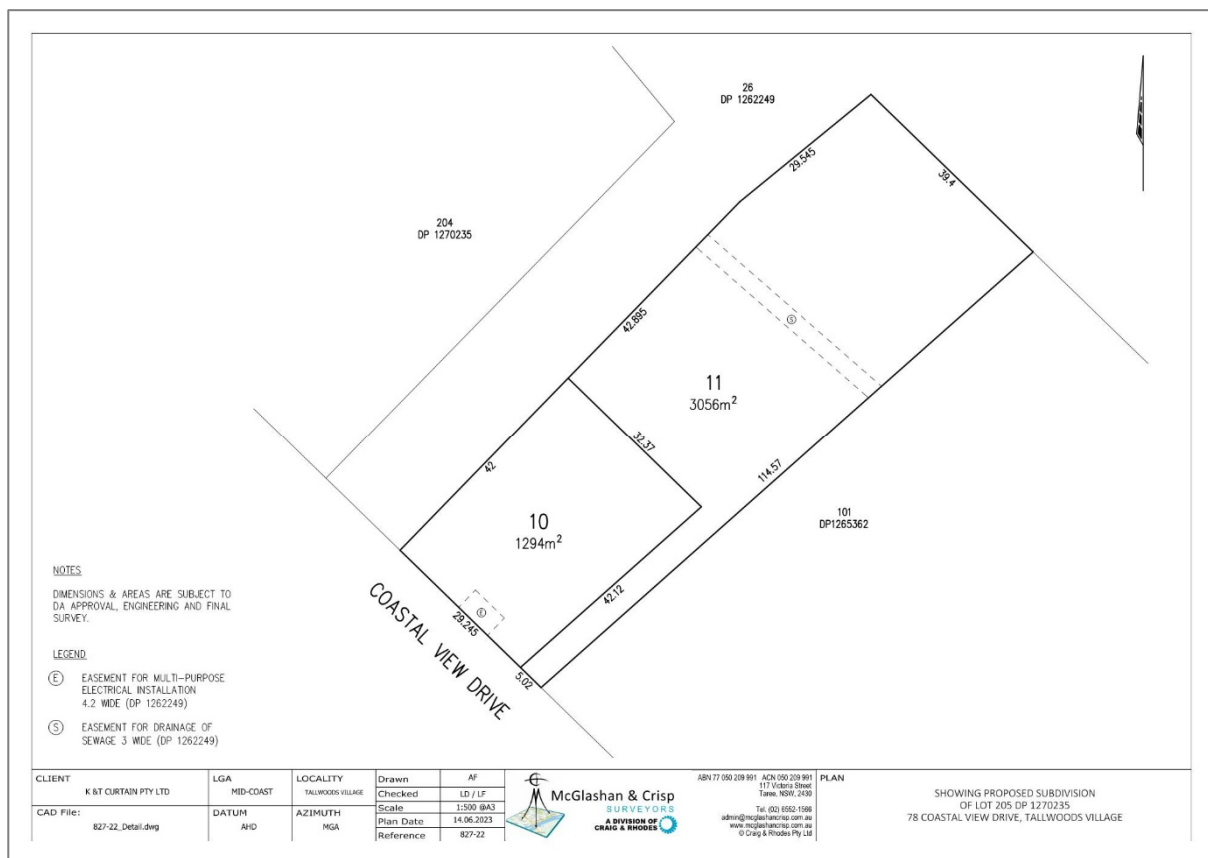 26
DP 1262249
29.545
39.4
204
DP 1270235
42.895
S
11
3056m²
32.37
42
114.57
10
1294m²
101
DP1265362
42.12
E
29.245
5.02
COASTAL VIEW DRIVE
NOTES
DIMENSIONS & AREAS ARE SUBJECT TO
DA APPROVAL, ENGINEERING AND FINAL
SURVEY.
LEGEND
E EASEMENT FOR MULTI-PURPOSE
ELECTRICAL INSTALLATION
4.2 WIDE (DP 1262249)
S EASEMENT FOR DRAINAGE OF
SEWAGE 3 WIDE (DP 1262249)
CLIENT
K &T CURTAIN PTY LTD
CAD File:
827-22_Detail.dwg
LGA
MID-COAST
DATUM
AHD
LOCALITY
TALLWOODS VILLAGE
AZIMUTH
MGA
Drawn AF
Checked LD / LF
Scale 1:500 @A3
Plan Date 14.06.2023
Reference 827-22
McGlashan & Crisp
SURVEYORS
A DIVISION OF
CRAIG & RHODES
ABN 77 050 209 991 ACN 050 209 991
117 Victoria Street
Taree, NSW, 2430
Tel. (02) 6552-1566
admin@mcglashancrisp.com.au
www.mcglashancrisp.com.au
© Craig & Rhodes Pty Ltd
PLAN
SHOWING PROPOSED SUBDIVISION
OF LOT 205 DP 1270235
78 COASTAL VIEW DRIVE, TALLWOODS VILLAGE